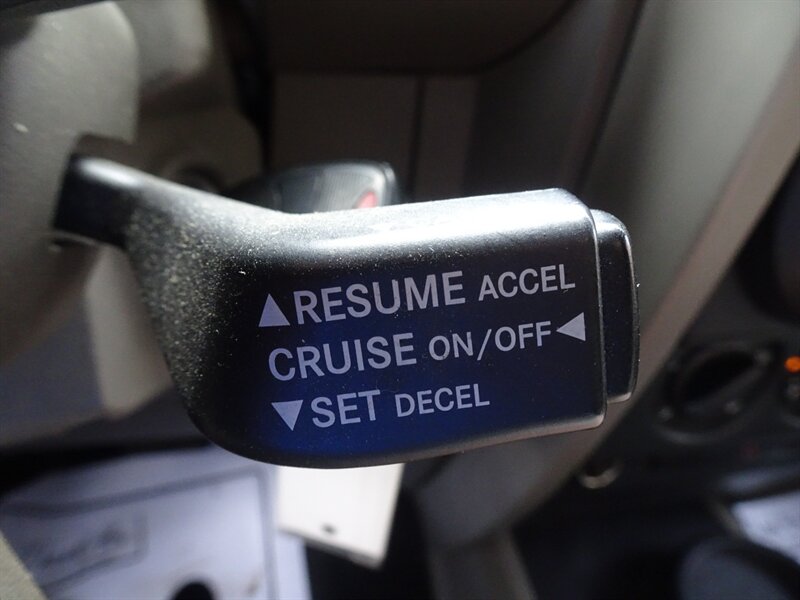 ▲RESUME ACCEL
CRUISE ON/OFF◀
▼SET DECEL